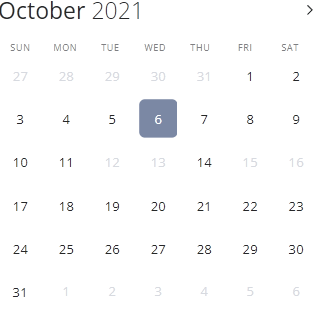 October 2021
SUN MON TUE WED THU FRI SAT
27 28 29 30 31 1 2
3 4 5 6 7 8 9
10 11 12 13 14 15 16
17 18 19 20 21 22 23
24 25 26 27 28 29 30
31 1 2 3 4 5 6